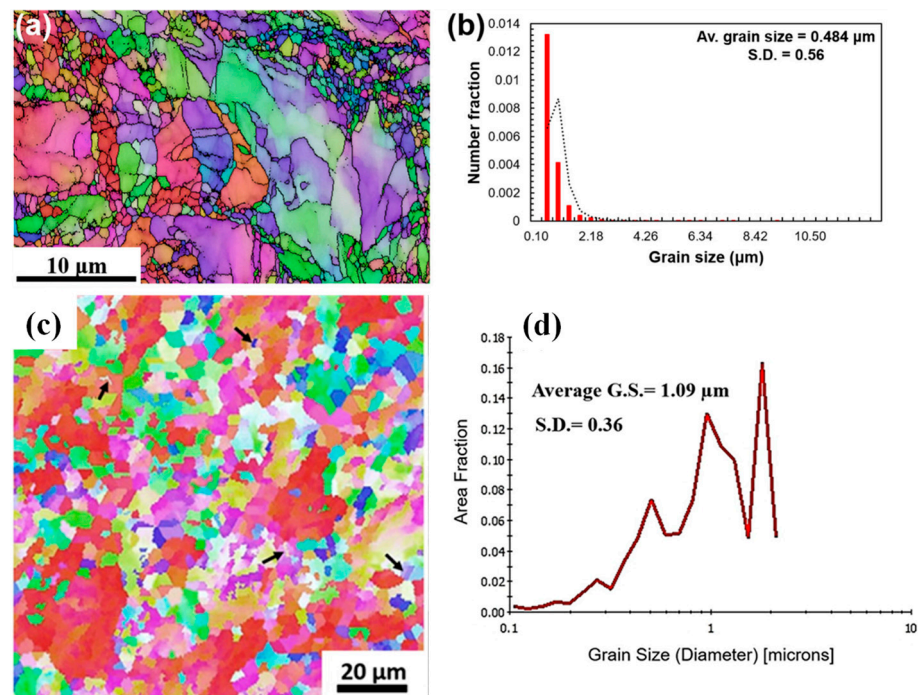 (a)
10 μm
(b)
Av. grain size = 0.484 μm
S.D. = 0.56
Number fraction
0.014
0.012
0.01
0.008
0.006
0.004
0.002
0
0.10 2.18 4.26 6.34 8.42 10.50
Grain size (μm)
(c)
20 μm
(d)
Average G.S.= 1.09 μm
S.D.= 0.36
Area Fraction
0.18
0.16
0.14
0.12
0.10
0.08
0.06
0.04
0.02
0.00
0.1 1 10
Grain Size (Diameter) [microns]